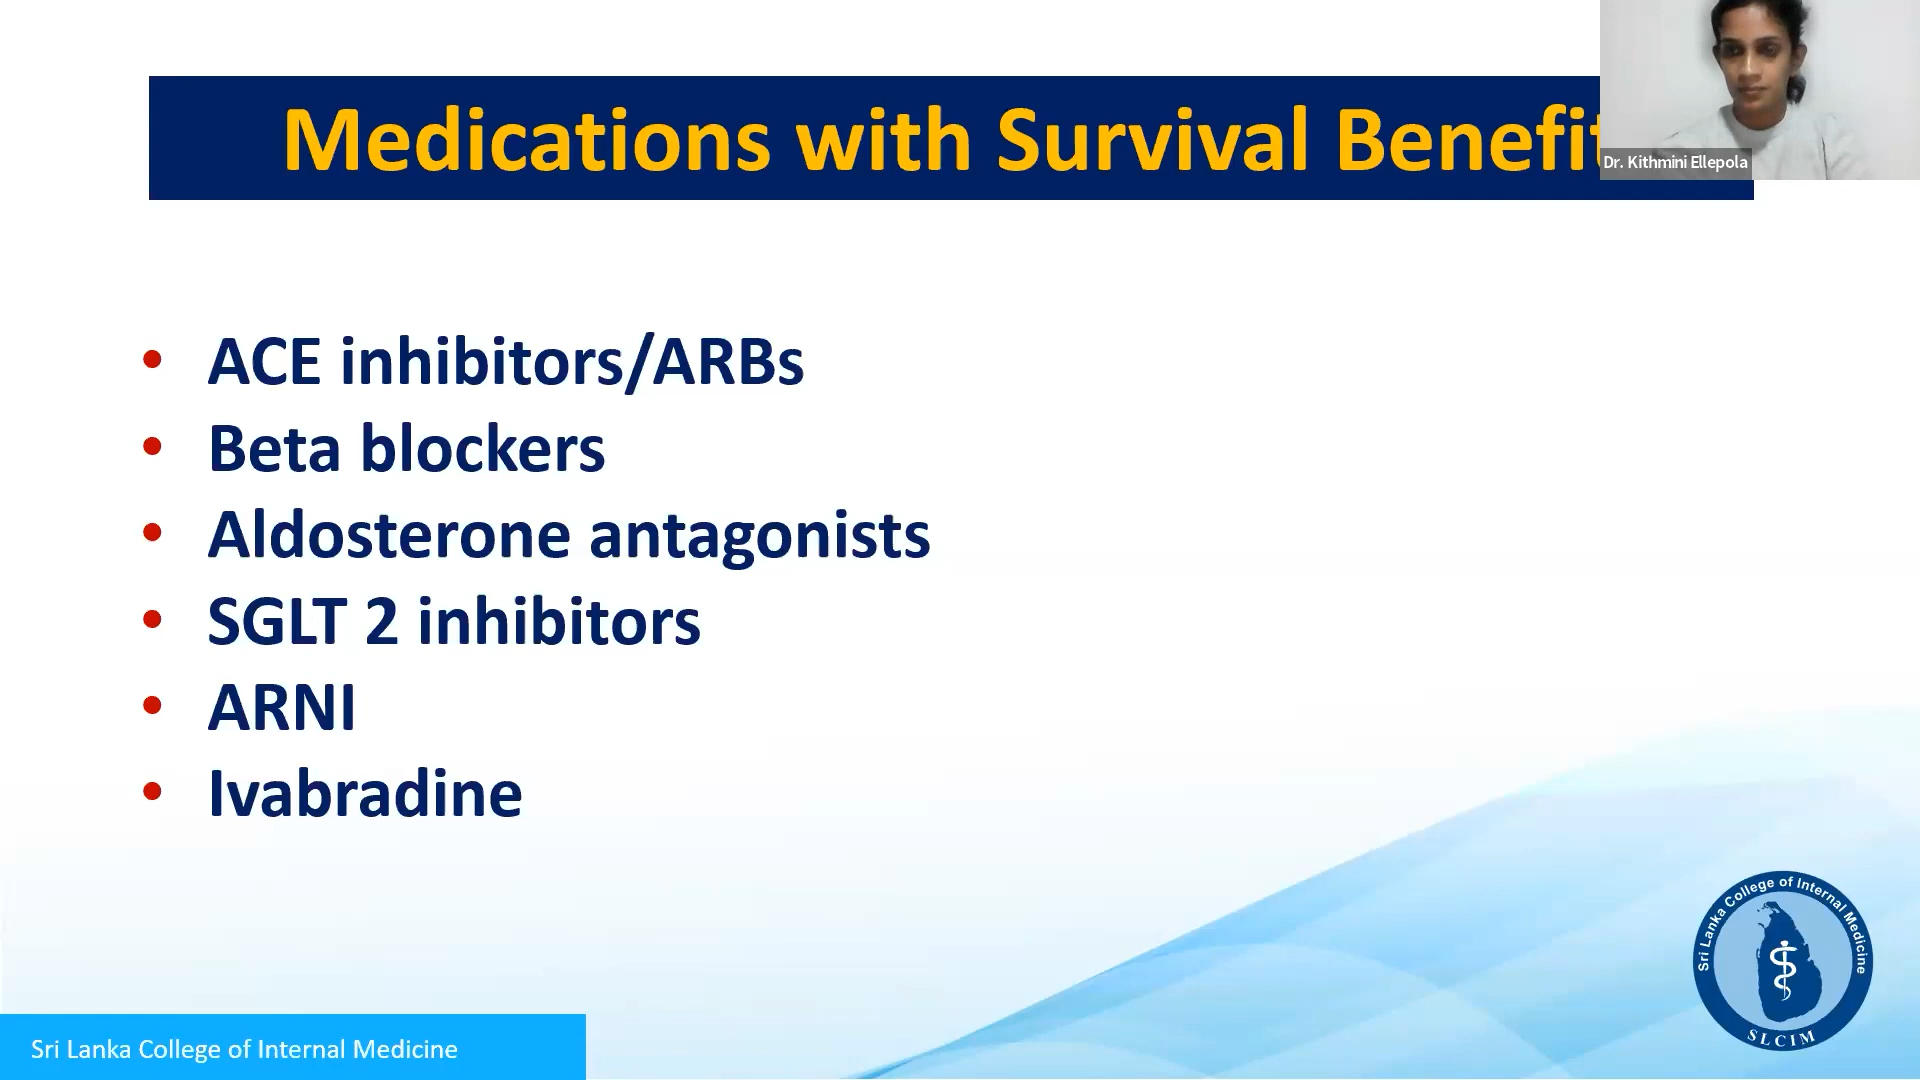 Medications with Survival Benefit
Dr. Kithmini Ellepola
• ACE inhibitors/ARBs
• Beta blockers
• Aldosterone antagonists
• SGLT 2 inhibitors
• ARNI
• Ivabradine
Sri Lanka College of Internal Medicine
SLCIM
Sri Lanka College of Internal Medicine